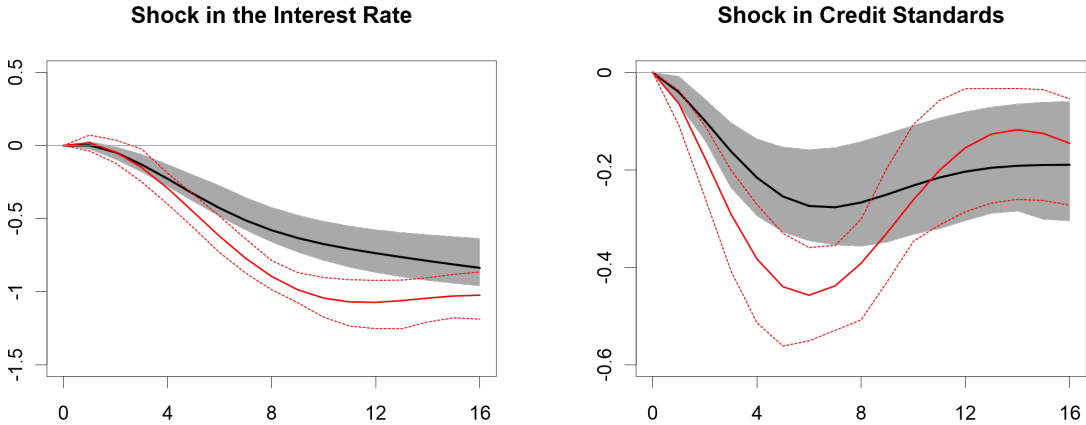 Shock in the Interest Rate
0.5
0
-0.5
-1
-1.5
0 4 8 12 16
Shock in Credit Standards
0
-0.2
-0.4
-0.6
0 4 8 12 16